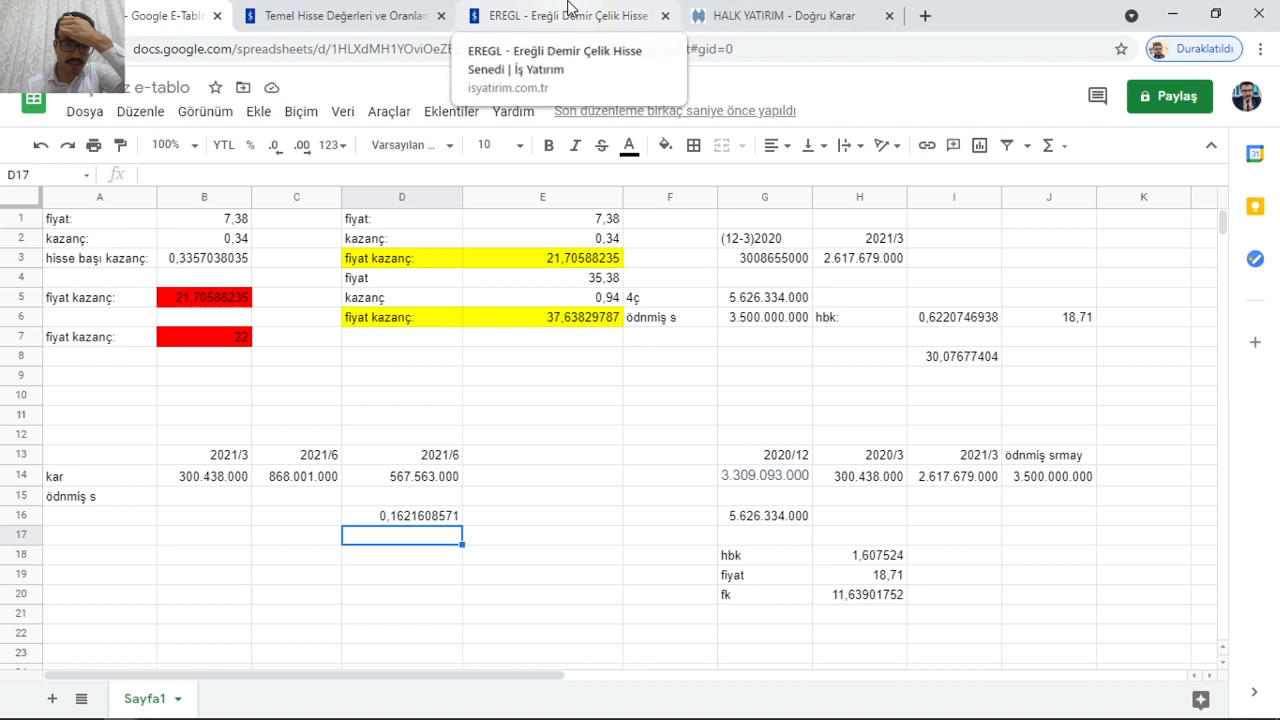 - Google E-Tablo
Temel Hisse Değerleri ve Oranları
EREGL - Ereğli Demir Çelik Hisse S
HALK YATIRIM - Doğru Karar
docs.google.com/spreadsheets/d/1HLXdMH1YOviOeZE
#gid=0
Duraklatıldı
EREGL - Ereğli Demir Çelik Hisse
Senedi | İş Yatırım
isyatirim.com.tr
e-tablo
Dosya Düzenle Görünüm Ekle Biçim Veri Araçlar Eklentiler Yardım Son düzenleme birkaç saniye önce yapıldı
Paylaş
100% YTL % .0 .00 123 Varsayılan ... 10 B I S A
D17 fx
A B C D E F G H I J K
1 fiyat: 7,38 fiyat: 7,38
2 kazanç: 0,34 kazanç: 0,34 (12-3)2020 2021/3
3 hisse başı kazanç: 0,3357038035 fiyat kazanç: 21,70588235 3008655000 2.617.679.000
4 fiyat 35,38
5 fiyat kazanç: 21,70588235 kazanç 0,94 4ç 5.626.334.000
6 fiyat kazanç: 37,63829787 ödnmiş s 3.500.000.000 hbk: 0,6220746938 18,71
7 fiyat kazanç: 22
8 30,07677404
9
10
11
12
13 2021/3 2021/6 2021/6 2020/12 2020/3 2021/3 ödnmiş srmay
14 kar 300.438.000 868.001.000 567.563.000 3.309.093.000 300.438.000 2.617.679.000 3.500.000.000
15 ödnmiş s
16 0,1621608571 5.626.334.000
17
18 hbk 1,607524
19 fiyat 18,71
20 fk 11,63901752
21
22
23
Sayfa1